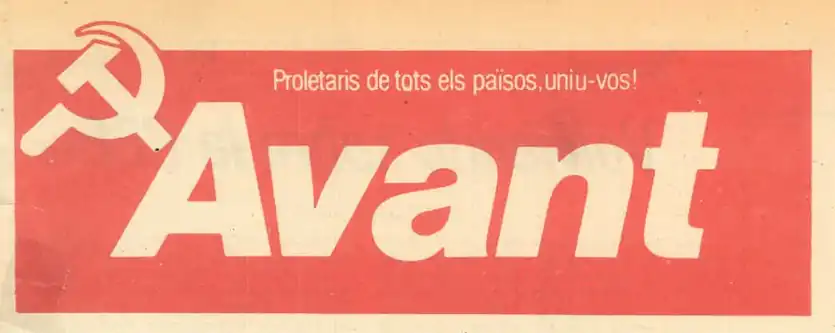 Proletaris de tots els països, uniu-vos!
Avant